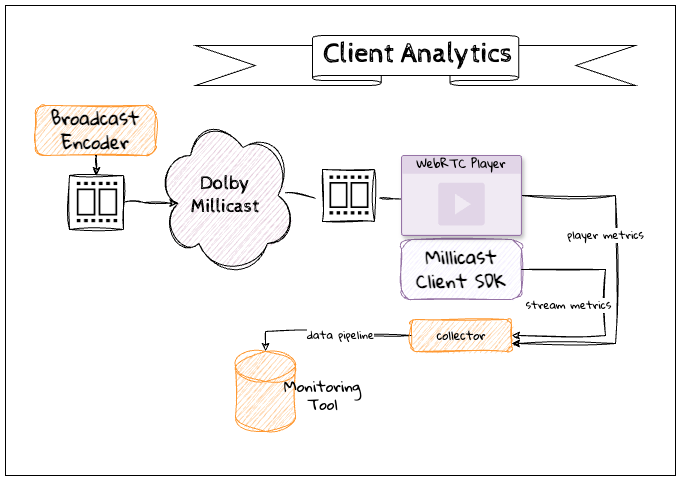 Client Analytics
Broadcast
Encoder
Dolby
Millicast
WebRTC Player
player metrics
Millicast
Client SDK
stream metrics
collector
data pipeline
Monitoring
Tool